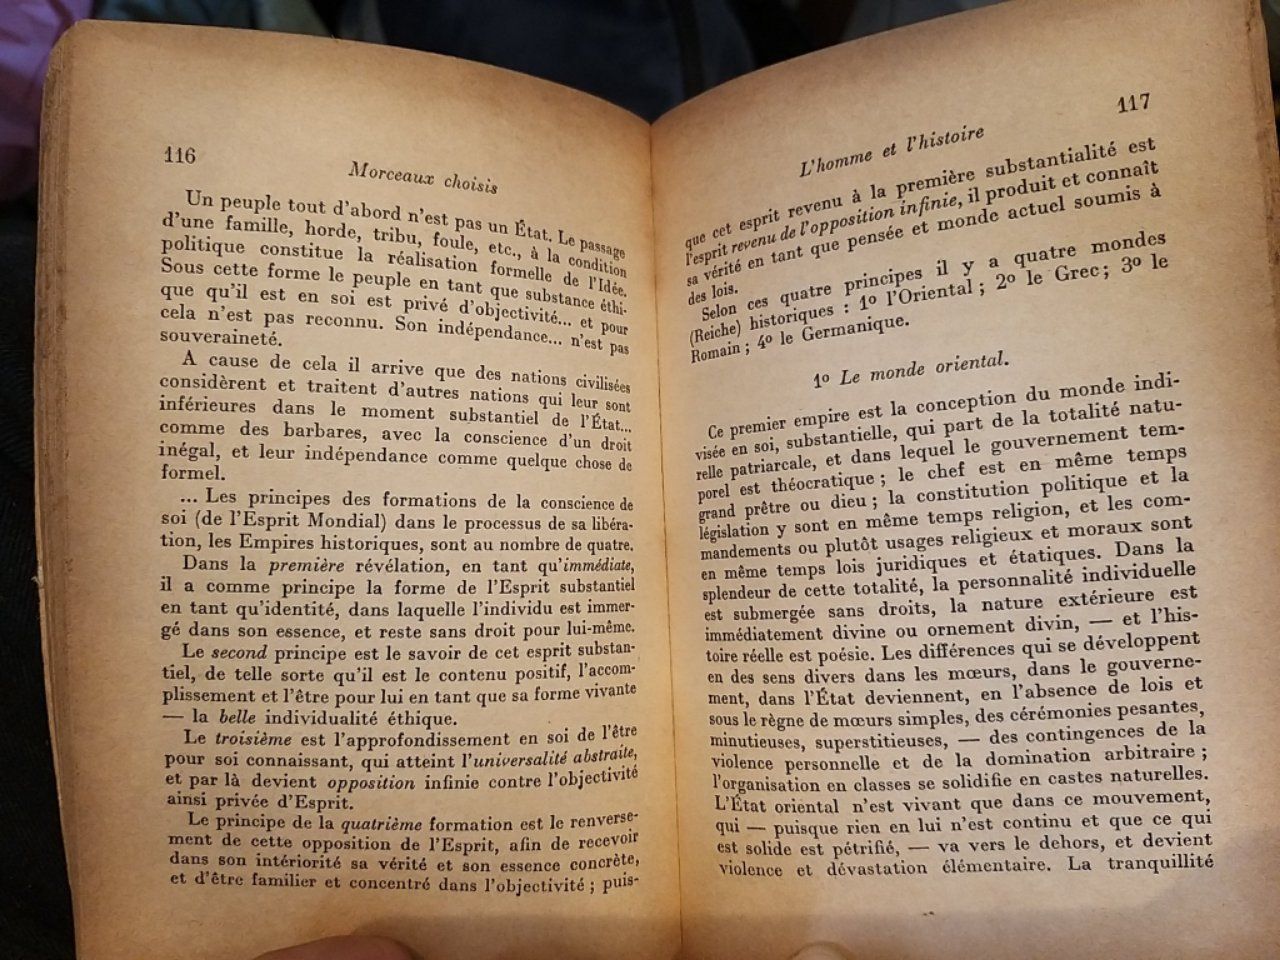 116
Morceaux choisis
Un peuple tout d'abord n'est pas un État. Le passage
d'une famille, horde, tribu, foule, etc., à la condition
politique constitue la réalisation formelle de l'Idée.
Sous cette forme le peuple en tant que substance éthi-
que qu'il est en soi est privé d'objectivité... et pour
cela n'est pas reconnu. Son indépendance... n'est pas
souveraineté.
A cause de cela il arrive que des nations civilisées
considèrent et traitent d'autres nations qui leur sont
inférieures dans le moment substantiel de l'État...
comme des barbares, avec la conscience d'un droit
inégal, et leur indépendance comme quelque chose de
formel.
... Les principes des formations de la conscience de
soi (de l'Esprit Mondial) dans le processus de sa libéra-
tion, les Empires historiques, sont au nombre de quatre.
Dans la première révélation, en tant qu'immédiate,
il a comme principe la forme de l'Esprit substantiel
en tant qu'identité, dans laquelle l'individu est immer-
gé dans son essence, et reste sans droit pour lui-même.
Le second principe est le savoir de cet esprit substan-
tiel, de telle sorte qu'il est le contenu positif, l'accom-
plissement et l'être pour lui en tant que sa forme vivante
— la belle individualité éthique.
Le troisième est l'approfondissement en soi de l'être
pour soi connaissant, qui atteint l'universalité abstraite,
et par là devient opposition infinie contre l'objectivité
ainsi privée d'Esprit.
Le principe de la quatrième formation est le renverse-
ment de cette opposition de l'Esprit, afin de recevoir
dans son intériorité sa vérité et son essence concrète,
et d'être familier et concentré dans l'objectivité ; puis-
117
L'homme et l'histoire
que cet esprit revenu à la première substantialité est
l'esprit revenu de l'opposition infinie, il produit et connaît
sa vérité en tant que pensée et monde actuel soumis à
des lois.
Selon ces quatre principes il y a quatre mondes
(Reiche) historiques : 1º l'Oriental ; 2º le Grec ; 3º le
Romain ; 4º le Germanique.
1º Le monde oriental.
Ce premier empire est la conception du monde indi-
visée en soi, substantielle, qui part de la totalité natu-
relle patriarcale, et dans lequel le gouvernement tem-
porel est théocratique ; le chef est en même temps
grand prêtre ou dieu ; la constitution politique et la
législation y sont en même temps religion, et les com-
mandements ou plutôt usages religieux et moraux sont
en même temps lois juridiques et étatiques. Dans la
splendeur de cette totalité, la personnalité individuelle
est submergée sans droits, la nature extérieure est
immédiatement divine ou ornement divin, — et l'his-
toire réelle est poésie. Les différences qui se développent
en des sens divers dans les mœurs, dans le gouverne-
ment, dans l'État deviennent, en l'absence de lois et
sous le règne de mœurs simples, des cérémonies pesantes,
minutieuses, superstitieuses, — des contingences de la
violence personnelle et de la domination arbitraire ;
l'organisation en classes se solidifie en castes naturelles.
L'État oriental n'est vivant que dans ce mouvement,
qui — puisque rien en lui n'est continu et que ce qui
est solide est pétrifié, — va vers le dehors, et devient
violence et dévastation élémentaire. La tranquillité